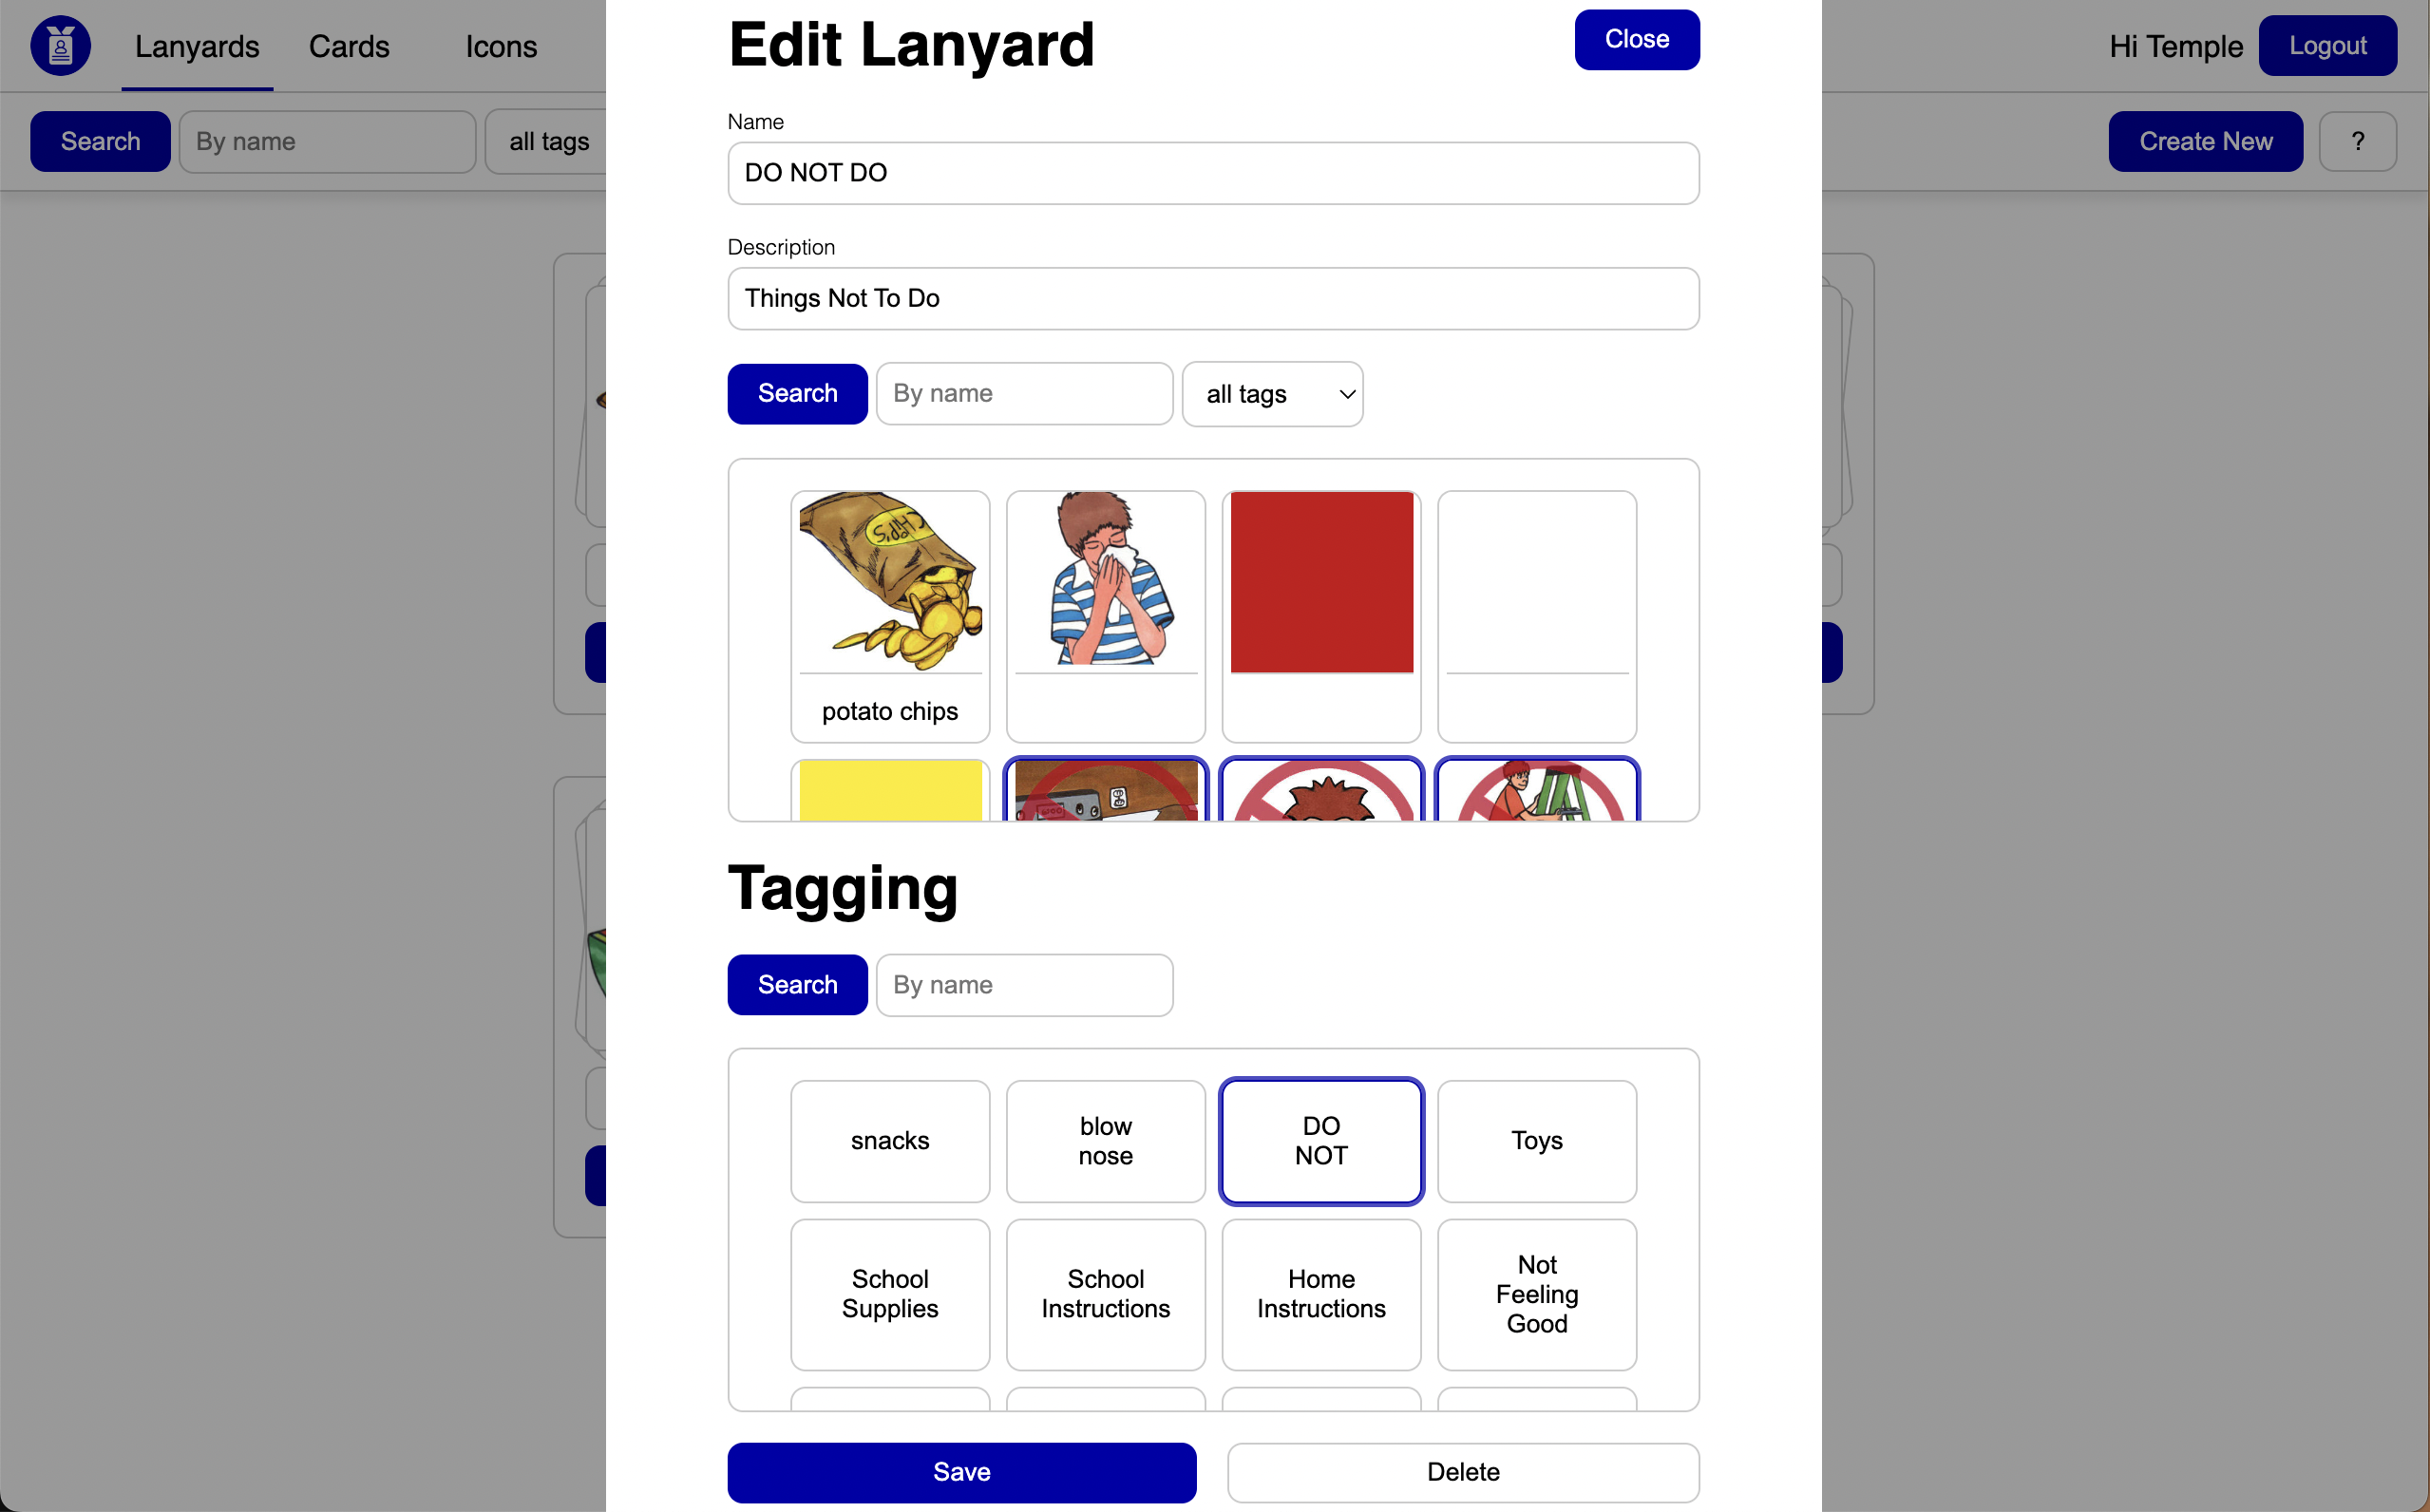 Lanyards Cards Icons
Hi Temple Logout
Search By name all tags
Create New ?
Edit Lanyard
Close
Name
DO NOT DO
Description
Things Not To Do
Search By name all tags
Chips
potato chips
Tagging
Search By name
snacks
blow
nose
DO
NOT
Toys
School
Supplies
School
Instructions
Home
Instructions
Not
Feeling
Good
Save
Delete